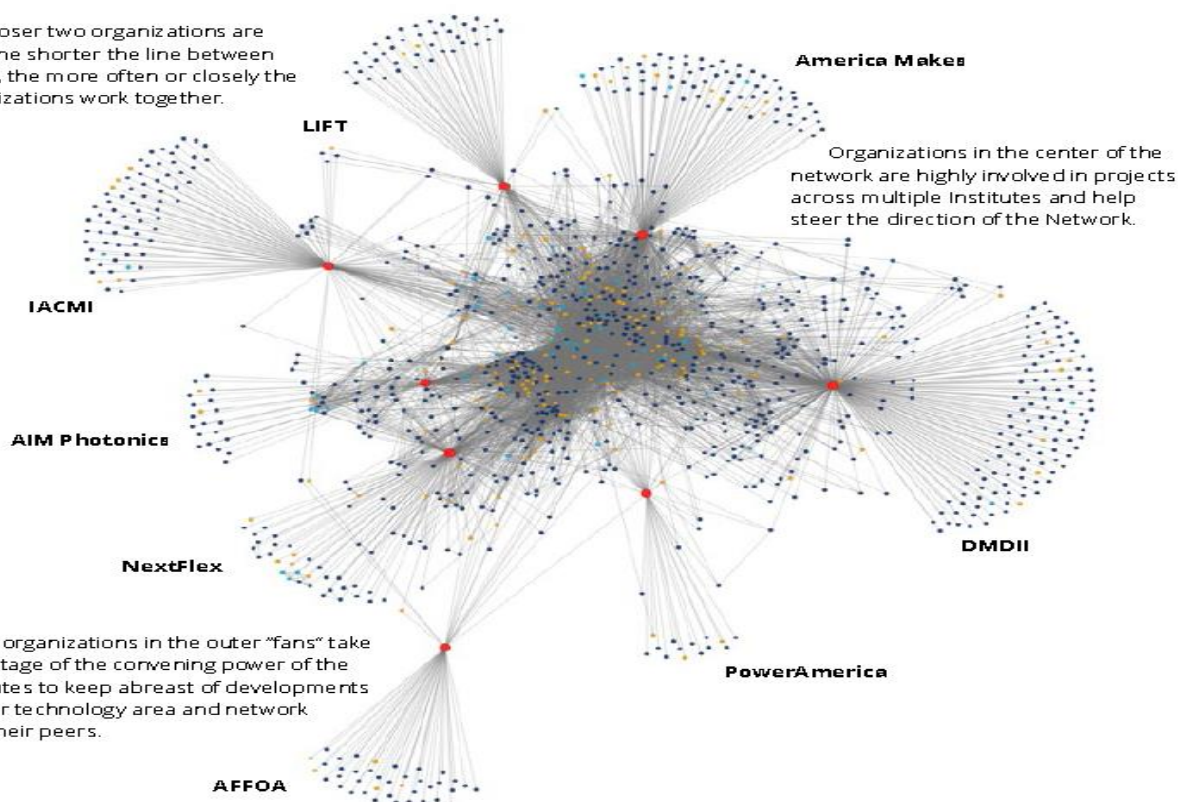 oser two organizations are
ne shorter the line between
, the more often or closely the
izations work together.
America Makes
LIFT
Organizations in the center of the
network are highly involved in projects
across multiple Institutes and help
steer the direction of the Network.
IACMI
AIM Photonics
DMDII
NextFlex
organizations in the outer “fans” take
tage of the convening power of the
utes to keep abreast of developments
r technology area and network
heir peers.
PowerAmerica
AFFOA